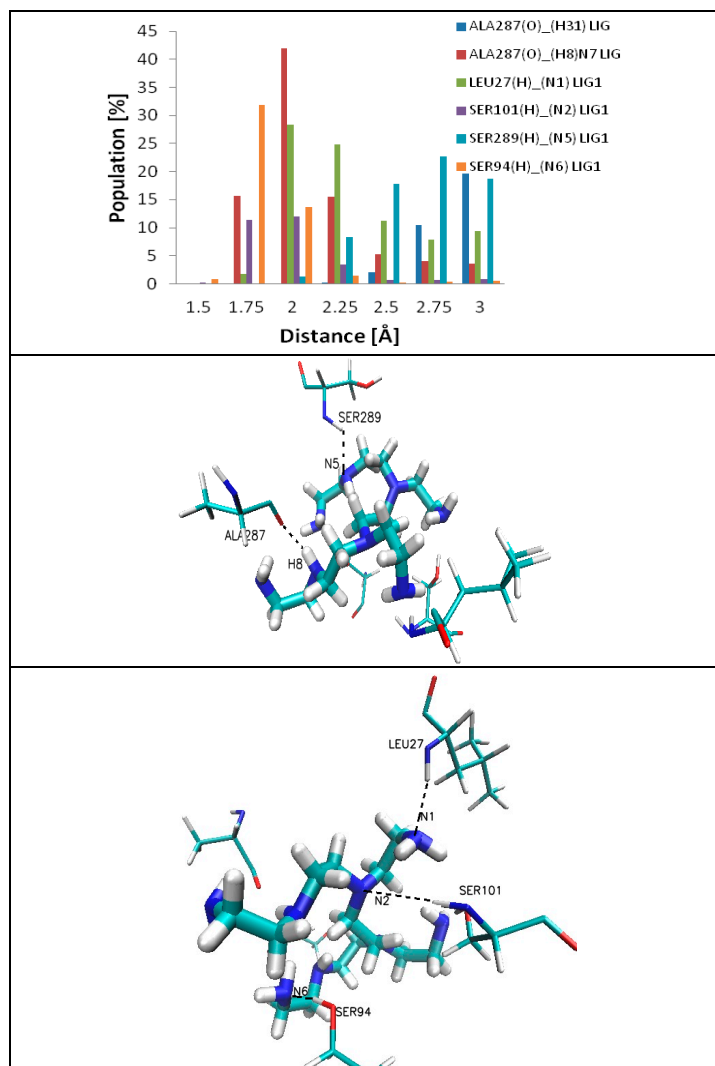 45
40
35
30
25
20
15
10
5
0
Population [%]
1.5 1.75 2 2.25 2.5 2.75 3
Distance [Å]
ALA287(O)_(H31) LIG
ALA287(O)_(H8)N7 LIG
LEU27(H)_(N1) LIG1
SER101(H)_(N2) LIG1
SER289(H)_(N5) LIG1
SER94(H)_(N6) LIG1
SER289
N5
ALA287
H8
LEU27
N1
SER101
N2
N6
SER94